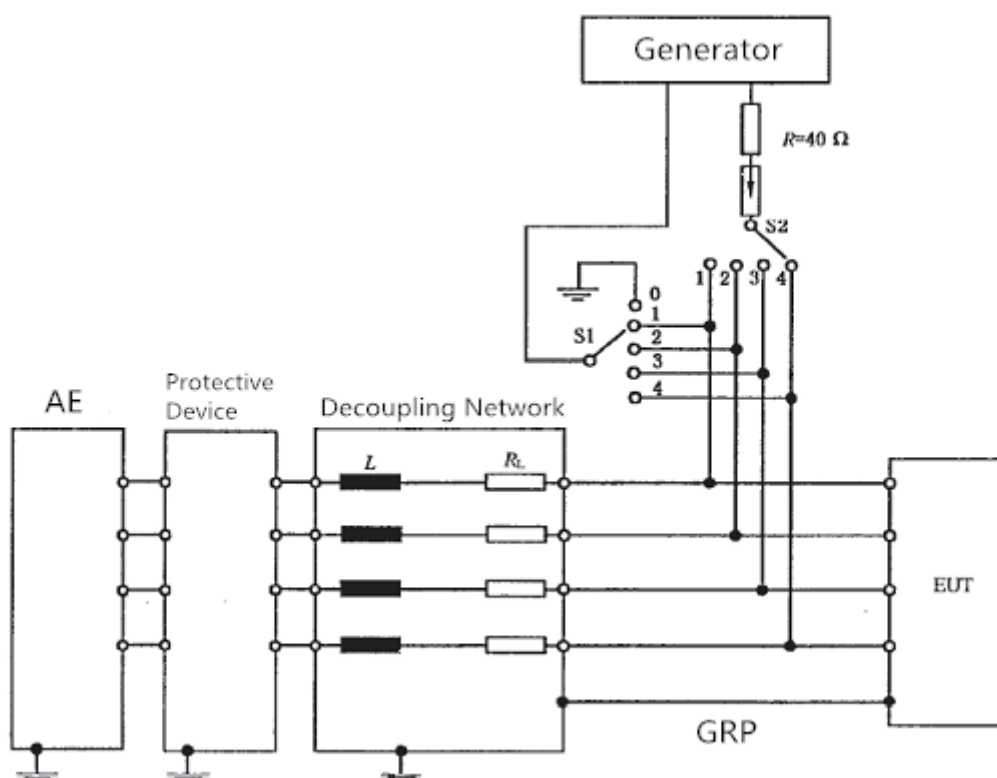 Generator
R=40 Ω
S2
1 2 3 4
0
1
S1
2
3
4
AE
Protective
Device
Decoupling Network
L
RL
EUT
GRP